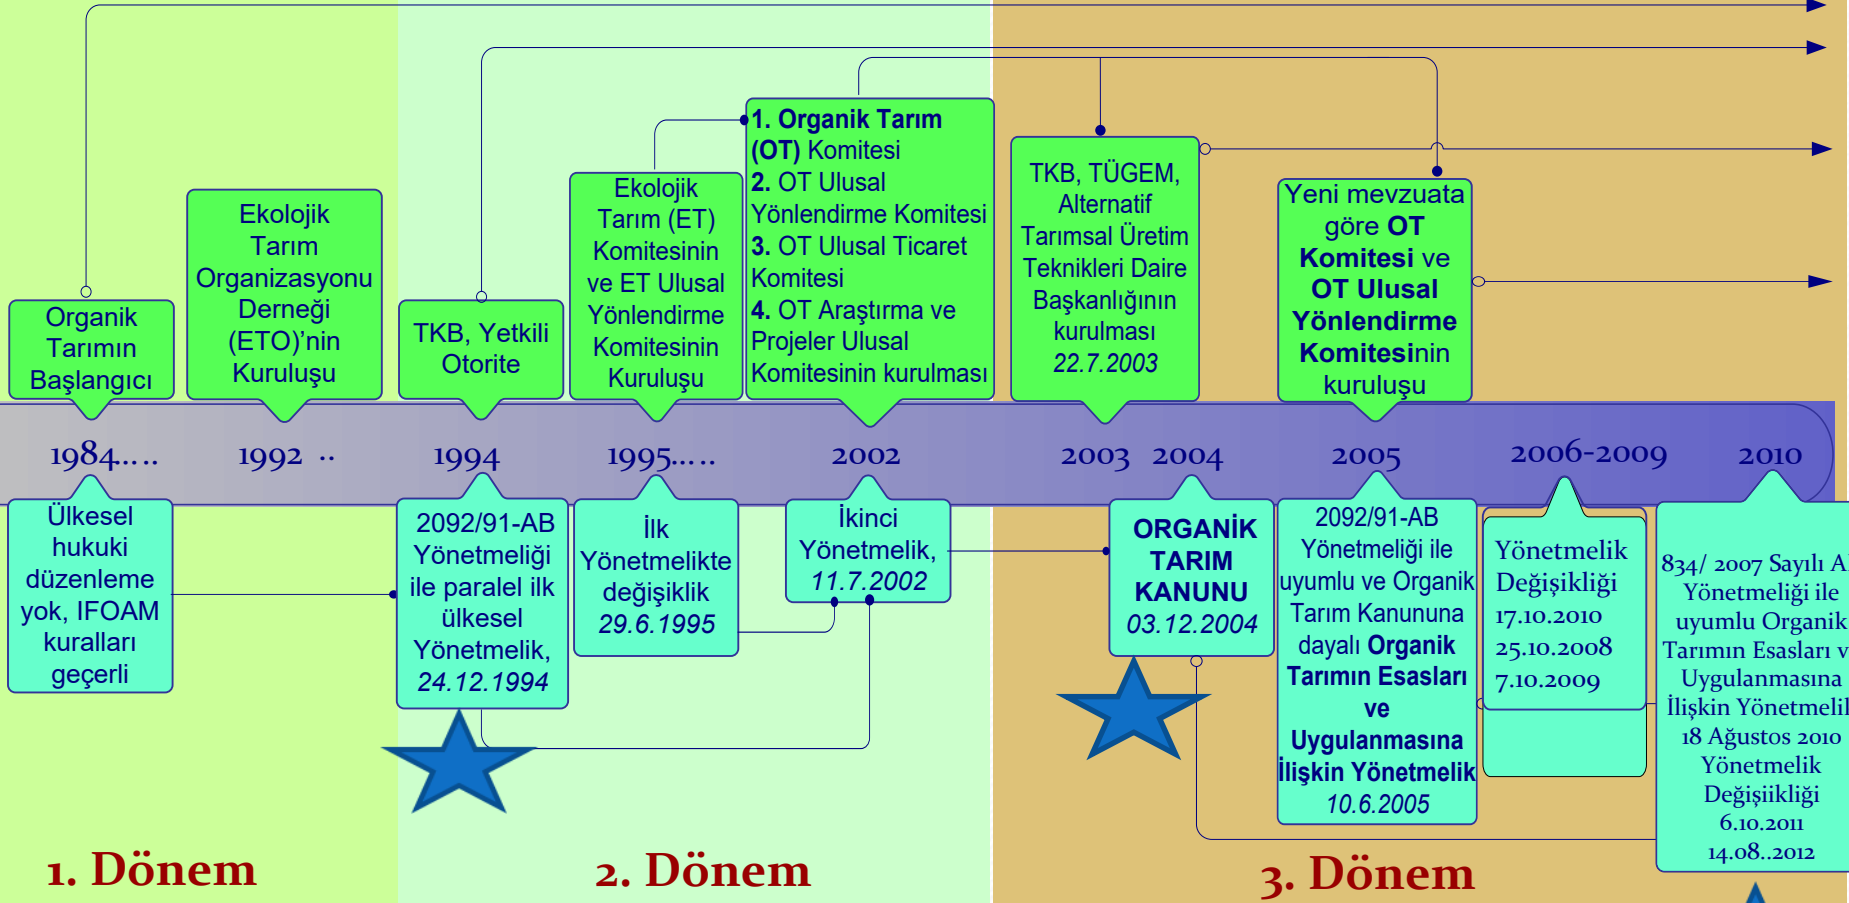 Organik
Tarımın
Başlangıcı
Ekolojik
Tarım
Organizasyonu
Derneği
(ETO)'nin
Kuruluşu
TKB, Yetkili
Otorite
Ekolojik
Tarım (ET)
Komitesinin
ve ET Ulusal
Yönlendirme
Komitesinin
Kuruluşu
1. Organik Tarım
(OT) Komitesi
2. OT Ulusal
Yönlendirme Komitesi
3. OT Ulusal Ticaret
Komitesi
4. OT Araştırma ve
Projeler Ulusal
Komitesinin kurulması
TKB, TÜGEM,
Alternatif
Tarımsal Üretim
Teknikleri Daire
Başkanlığının
kurulması
22.7.2003
Yeni mevzuata
göre OT
Komitesi ve
OT Ulusal
Yönlendirme
Komitesinin
kuruluşu
1984.....
1992 ..
1994
1995.....
2002
2003
2004
2005
2006-2009
2010
Ülkesel
hukuki
düzenleme
yok, IFOAM
kuralları
geçerli
2092/91-AB
Yönetmeliği
ile paralel ilk
ülkesel
Yönetmelik,
24.12.1994
İlk
Yönetmelikte
değişiklik
29.6.1995
İkinci
Yönetmelik,
11.7.2002
ORGANİK
TARIM
KANUNU
03.12.2004
2092/91-AB
Yönetmeliği ile
uyumlu ve Organik
Tarım Kanununa
dayalı Organik
Tarımın Esasları
ve
Uygulanmasına
İlişkin Yönetmelik
10.6.2005
Yönetmelik
Değişikliği
17.10.2010
25.10.2008
7.10.2009
834/ 2007 Sayılı
Yönetmeliği ile
uyumlu Organik
Tarımın Esasları
Uygulanmasına
İlişkin
18 Ağustos 2010
Yönetmelik
Değişiikliği
6.10.2011
14.08..2012
1. Dönem
2. Dönem
3. Dönem